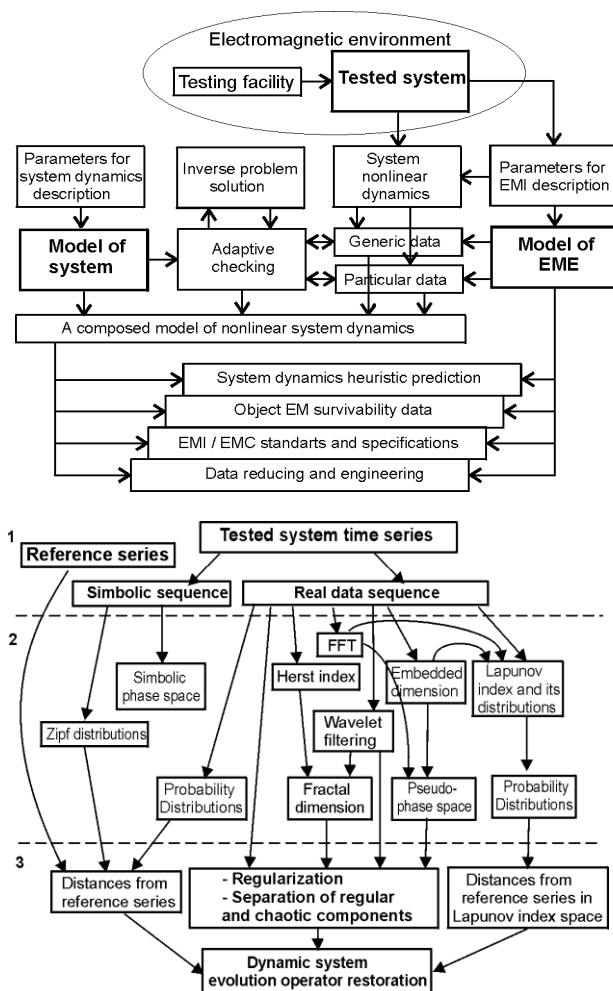 Electromagnetic environment
Testing facility
Tested system
Parameters for
system dynamics
description
Inverse problem
solution
System
nonlinear
dynamics
Parameters for
EMI description
Model of
system
Adaptive
checking
Generic data
Particular data
Model of
EME
A composed model of nonlinear system dynamics
System dynamics heuristic prediction
Object EM survivability data
EMI / EMC standarts and specifications
Data reducing and engineering
1
Reference series
Tested system time series
Simbolic sequence
Real data sequence
2
Simbolic
phase space
FFT
Herst index
Embedded
dimension
Lapunov
index and its
distributions
Zipf distributions
Wavelet
filtering
Probability
Distributions
Fractal
dimension
Pseudo-
phase space
Probability
Distributions
3
Distances from
reference series
- Regularization
- Separation of regular
and chaotic components
Distances from
reference series in
Lapunov index space
Dynamic system
evolution operator restoration